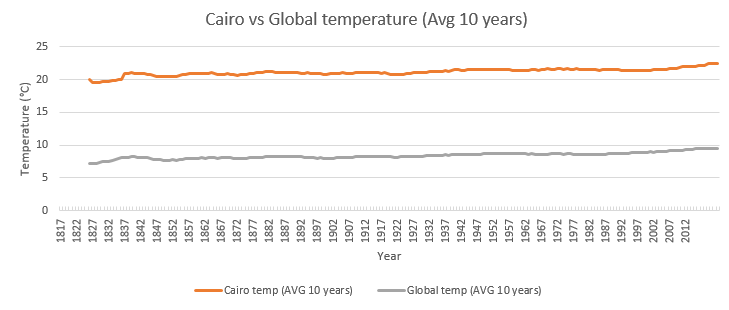 Cairo vs Global temperature (Avg 10 years)
25
20
15
10
5
0
Temperature (°C)
1817 1822 1827 1832 1837 1842 1847 1852 1857 1862 1867 1872 1877 1882 1887 1892 1897 1902 1907 1912 1917 1922 1927 1932 1937 1942 1947 1952 1957 1962 1967 1972 1977 1982 1987 1992 1997 2002 2007 2012
Year
Cairo temp (AVG 10 years) Global temp (AVG 10 years)